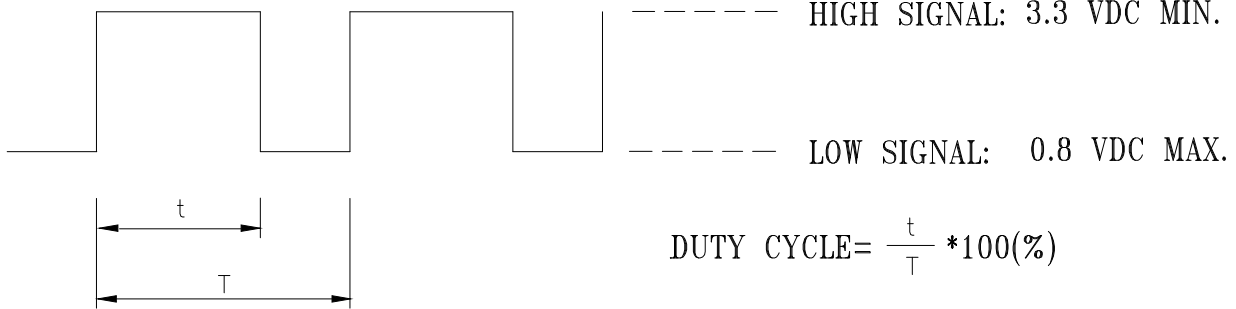 HIGH SIGNAL: 3.3 VDC MIN.
LOW SIGNAL: 0.8 VDC MAX.
t
T
DUTY CYCLE= t/T *100(%)